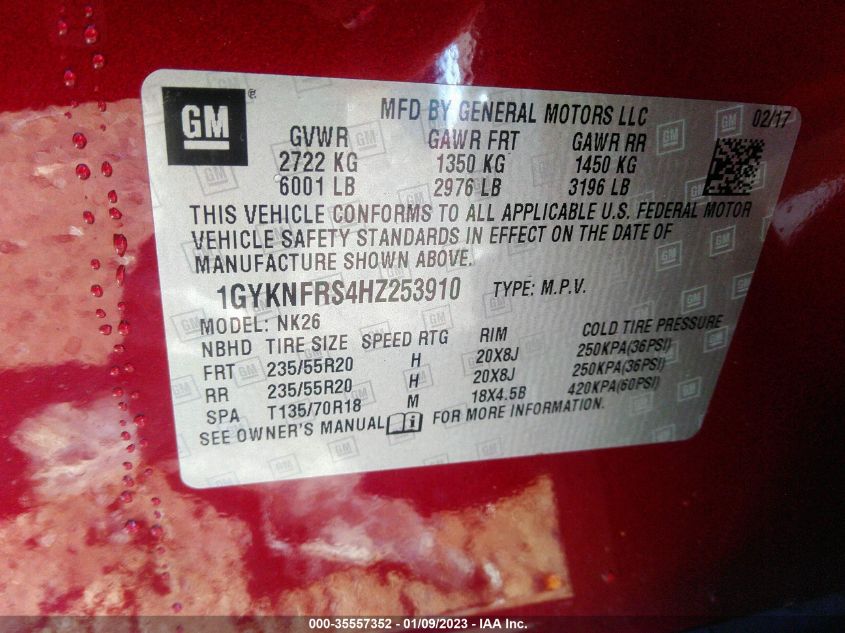 GM ®
MFD BY GENERAL MOTORS LLC
02/17
GVWR GAWR FRT GAWR RR
2722 KG 1350 KG 1450 KG
6001 LB 2976 LB 3196 LB
THIS VEHICLE CONFORMS TO ALL APPLICABLE U.S. FEDERAL MOTOR
VEHICLE SAFETY STANDARDS IN EFFECT ON THE DATE OF
MANUFACTURE SHOWN ABOVE.
1GYKNFRS4HZ253910 TYPE: M.P.V.
MODEL: NK26
NBHD TIRE SIZE SPEED RTG RIM COLD TIRE PRESSURE
FRT 235/55R20 H 20X8J 250KPA(36PSI)
RR 235/55R20 H 20X8J 250KPA(36PSI)
SPA T135/70R18 M 18X4.5B 420KPA(60PSI)
SEE OWNER'S MANUAL i FOR MORE INFORMATION.
000-35557352 - 01/09/2023 - IAA Inc.